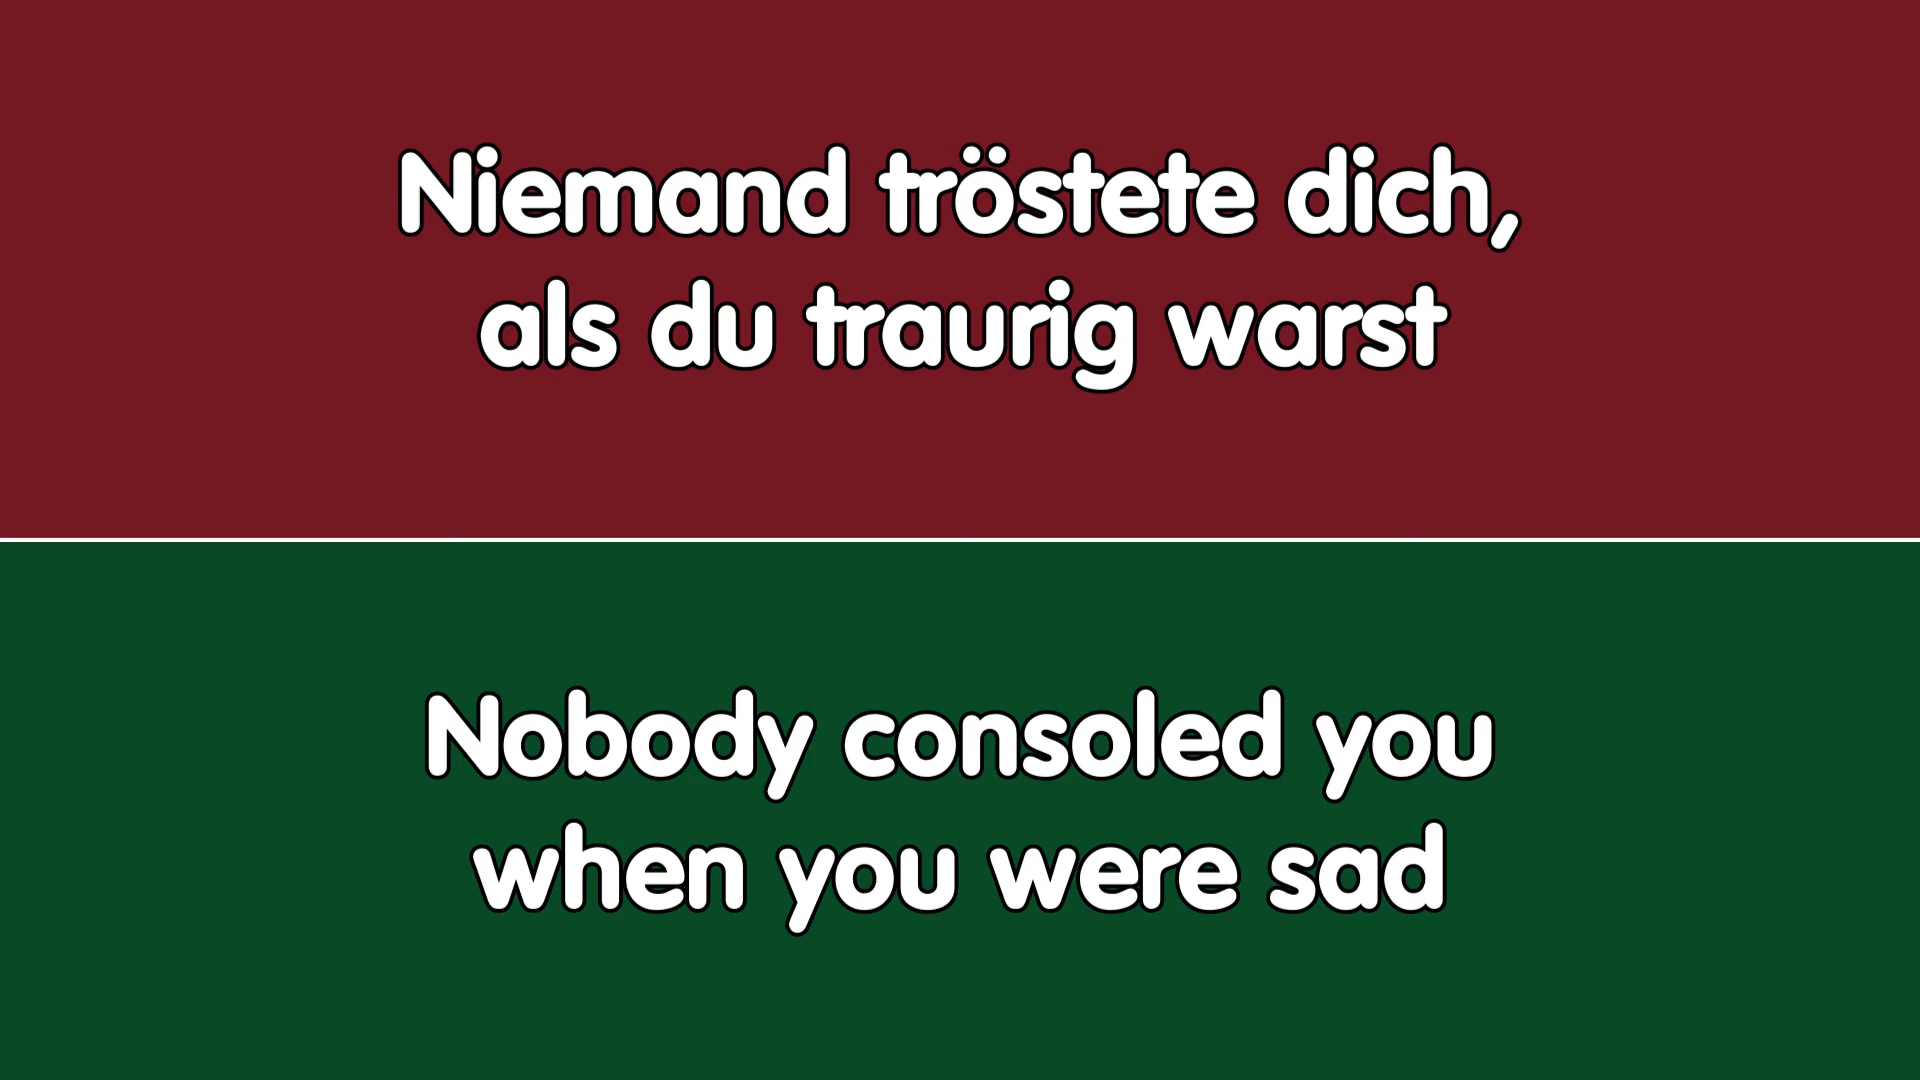 Niemand tröstete dich,
als du traurig warst
Nobody consoled you
when you were sad